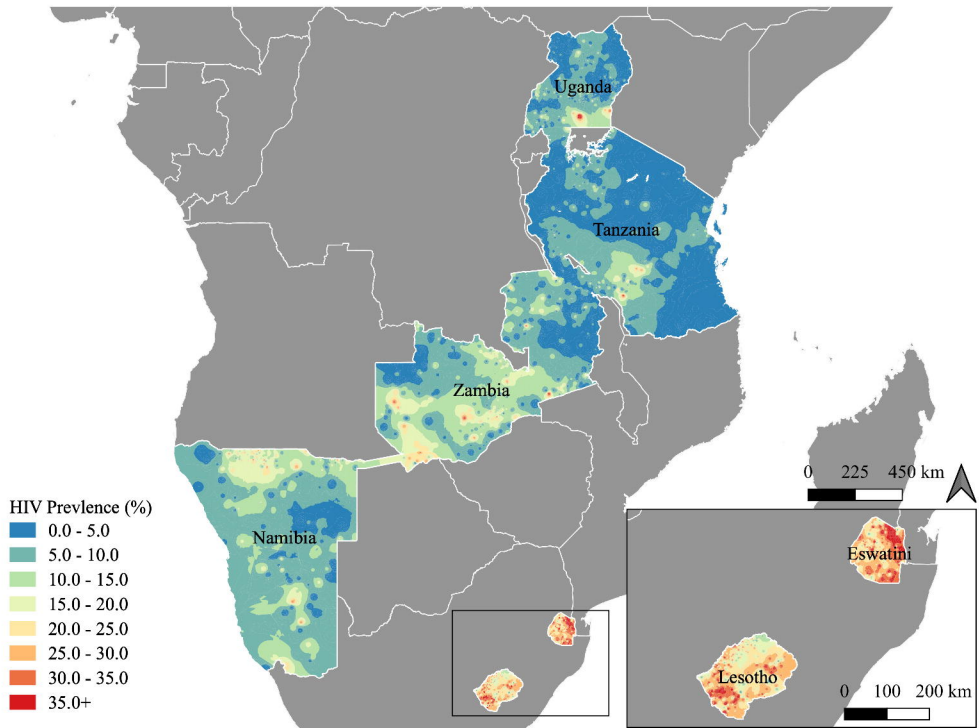 Uganda
Tanzania
Zambia
Namibia
0 225 450 km
HIV Prevlence (%)
0.0 - 5.0
5.0 - 10.0
10.0 - 15.0
15.0 - 20.0
20.0 - 25.0
25.0 - 30.0
30.0 - 35.0
35.0+
Eswatini
Lesotho
0 100 200 km